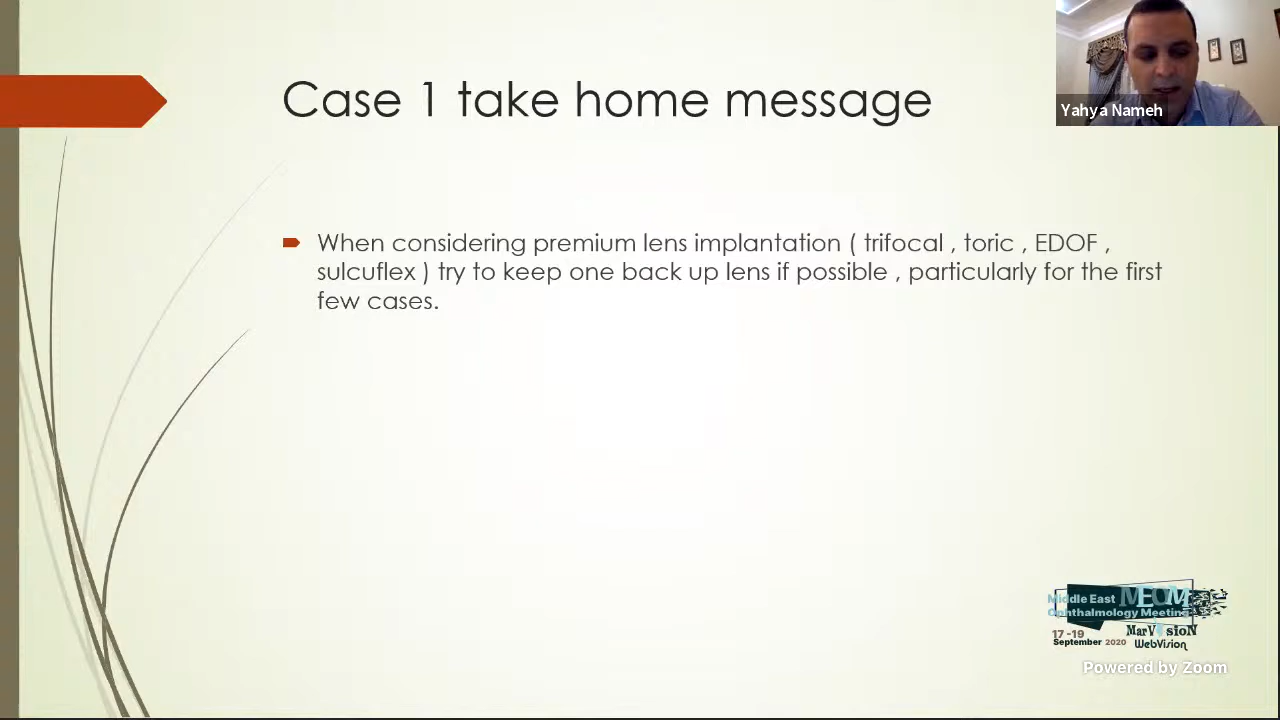 Case 1 take home message
Yahya Nameh
When considering premium lens implantation ( trifocal , toric , EDOF ,
sulcuflex ) try to keep one back up lens if possible , particularly for the first
few cases.
Middle East MEOM
Ophthalmology Meeting
17 -19
September 2020
MarVision
WebVision
Powered by Zoom